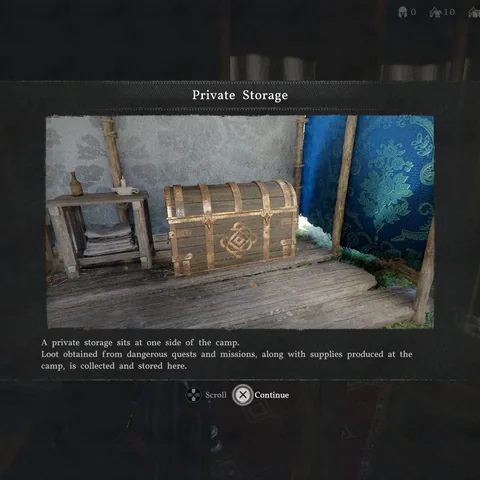 0 10
Private Storage
A private storage sits at one side of the camp.
Loot obtained from dangerous quests and missions, along with supplies produced at the
camp, is collected and stored here.
Scroll Continue